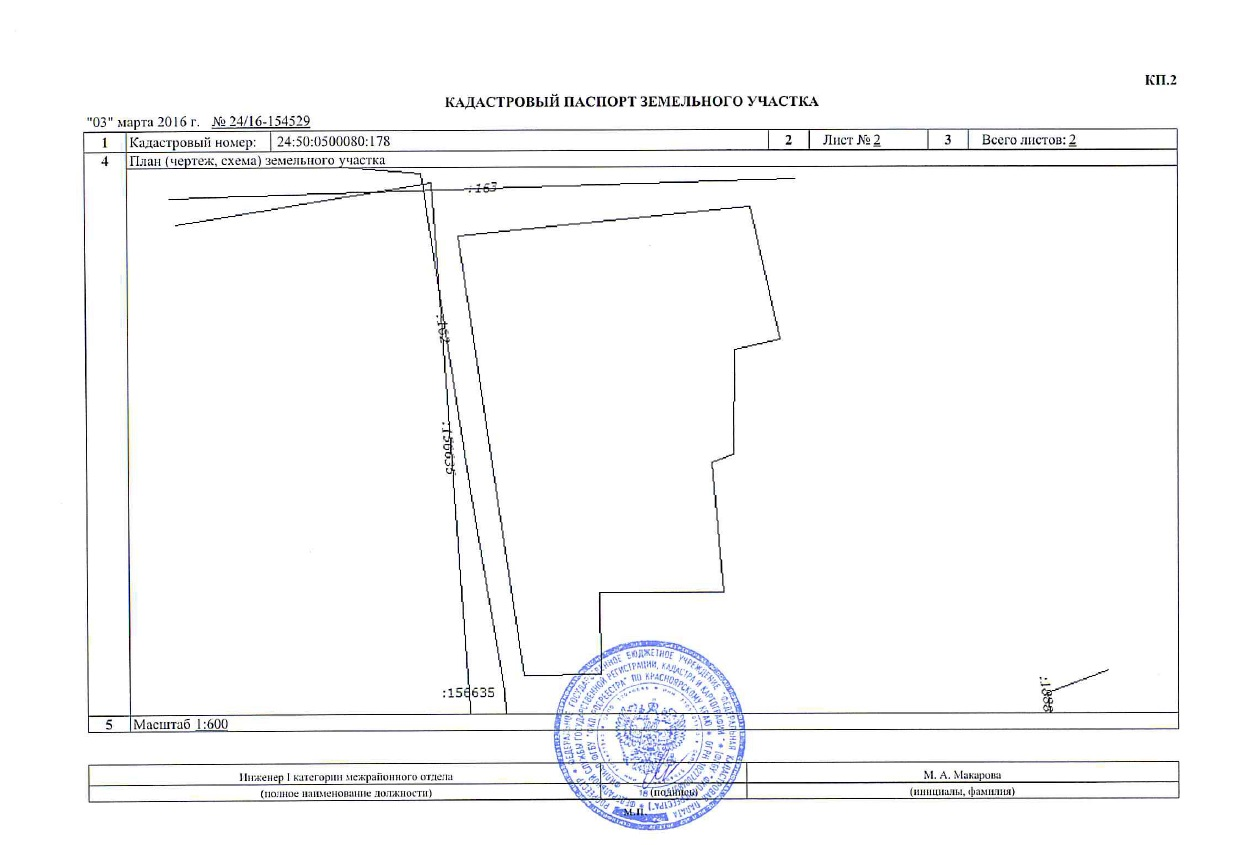 КП.2
КАДАСТРОВЫЙ ПАСПОРТ ЗЕМЕЛЬНОГО УЧАСТКА
"03" марта 2016 г. № 24/16-154529
1 Кадастровый номер: 24:50:0500080:178 2 Лист № 2 3 Всего листов: 2
4 План (чертеж, схема) земельного участка
:163
:156635
:156635
:1888
5 Масштаб 1:600
Инженер I категории межрайонного отдела М. А. Макарова
(полное наименование должности) (подпись) (инициалы, фамилия)
М.П.